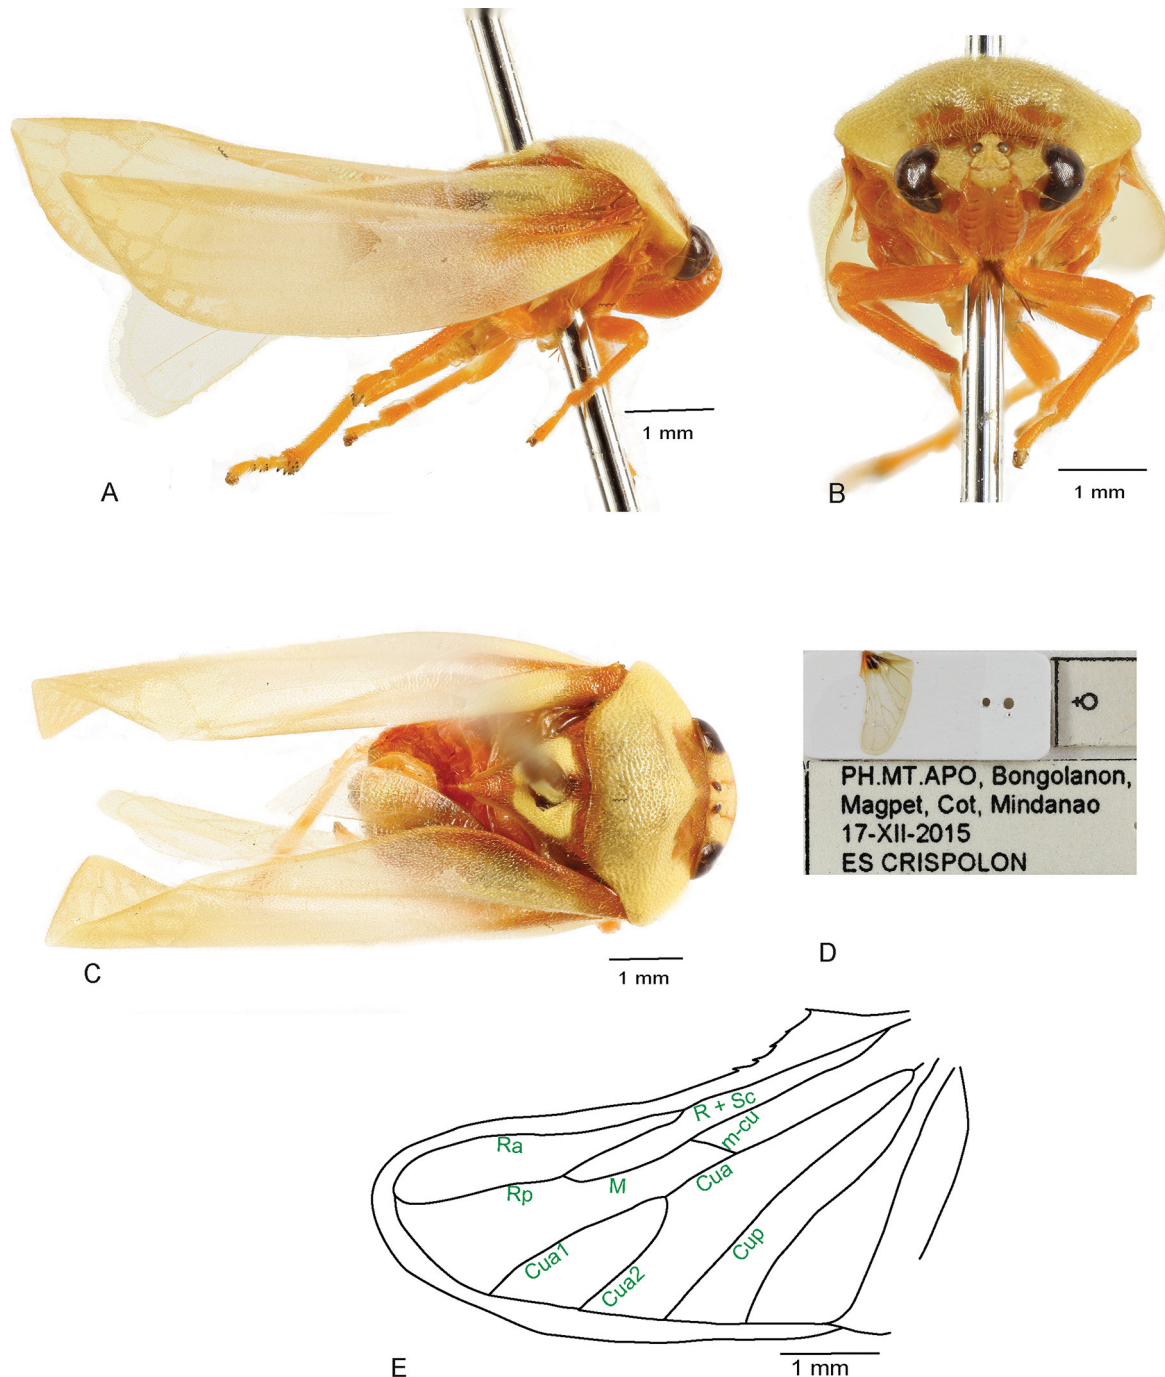 1 mm
A
1 mm
B
1 mm
C
♀
PH.MT.APO, Bongolanon,
Magpet, Cot, Mindanao
17-XII-2015
ES CRISPOLON
D
R + Sc
m-cu
Ra
Rp
M
Cua
Cua1
Cua2
Cup
1 mm
E